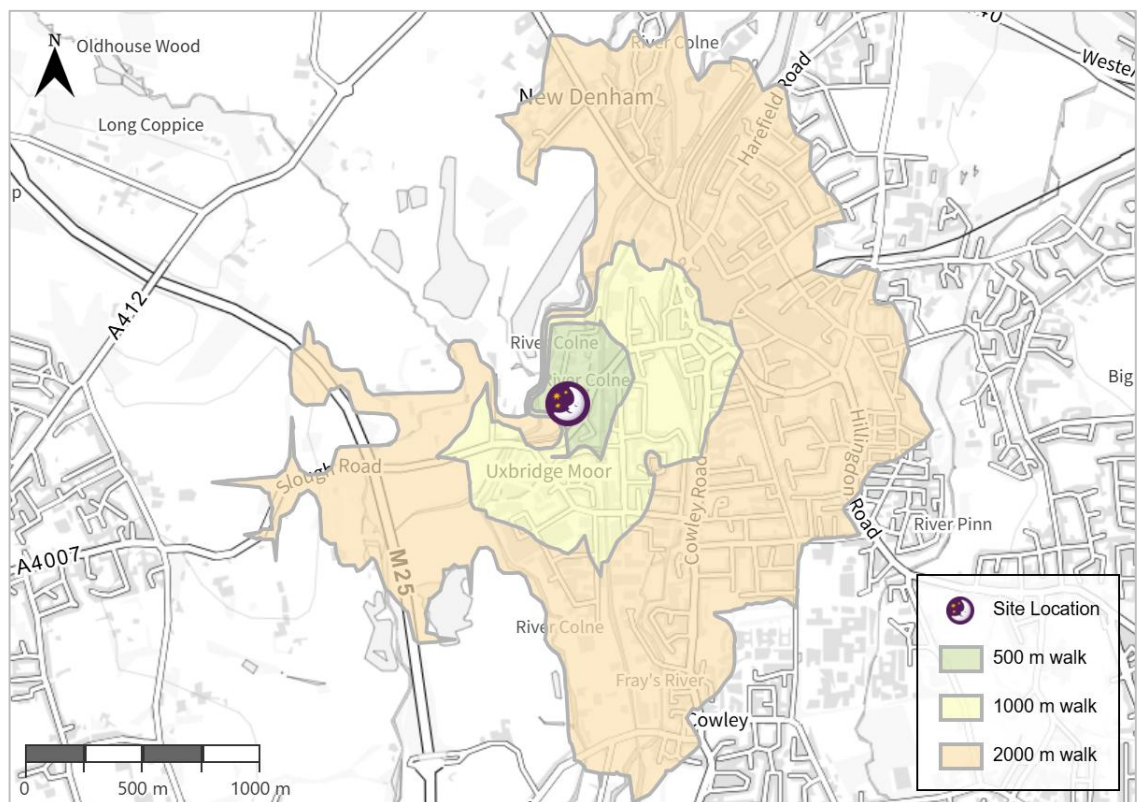 N
Oldhouse Wood
River Colne
Long Coppice
New Denham
Harefield Road
A412
River Colne
River Colne
Slough Road
Uxbridge Moor
Cowley Road
Hillingdon Road
River Pinn
Big
A4007
M25
River Colne
Fray's River
Cowley
Site Location
500 m walk
1000 m walk
2000 m walk
0
500 m
1000 m